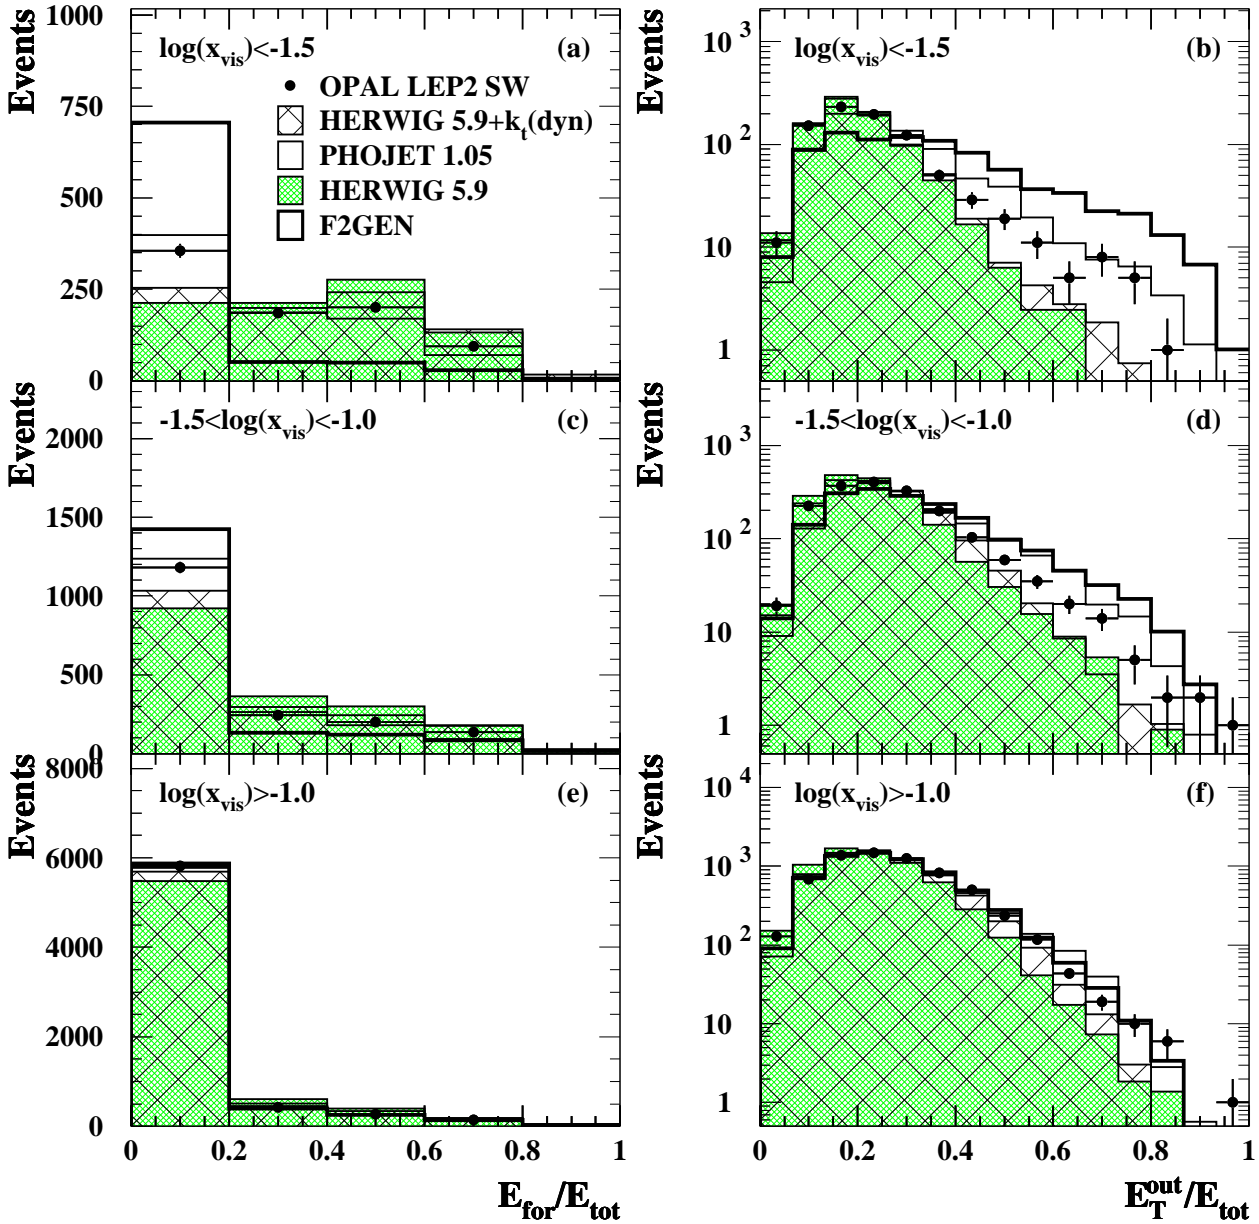 Events
1000
750
500
250
0
log(x_vis)<-1.5
(a)
OPAL LEP2 SW
HERWIG 5.9+k_t(dyn)
PHOJET 1.05
HERWIG 5.9
F2GEN
Events
10^3
10^2
10
1
log(x_vis)<-1.5
(b)
Events
2000
1500
1000
500
0
-1.5<log(x_vis)<-1.0
(c)
Events
10^3
10^2
10
1
-1.5<log(x_vis)<-1.0
(d)
Events
8000
6000
4000
2000
0
log(x_vis)>-1.0
(e)
0 0.2 0.4 0.6 0.8 1
E_for/E_tot
Events
10^4
10^3
10^2
10
1
log(x_vis)>-1.0
(f)
0 0.2 0.4 0.6 0.8 1
E_T^out/E_tot